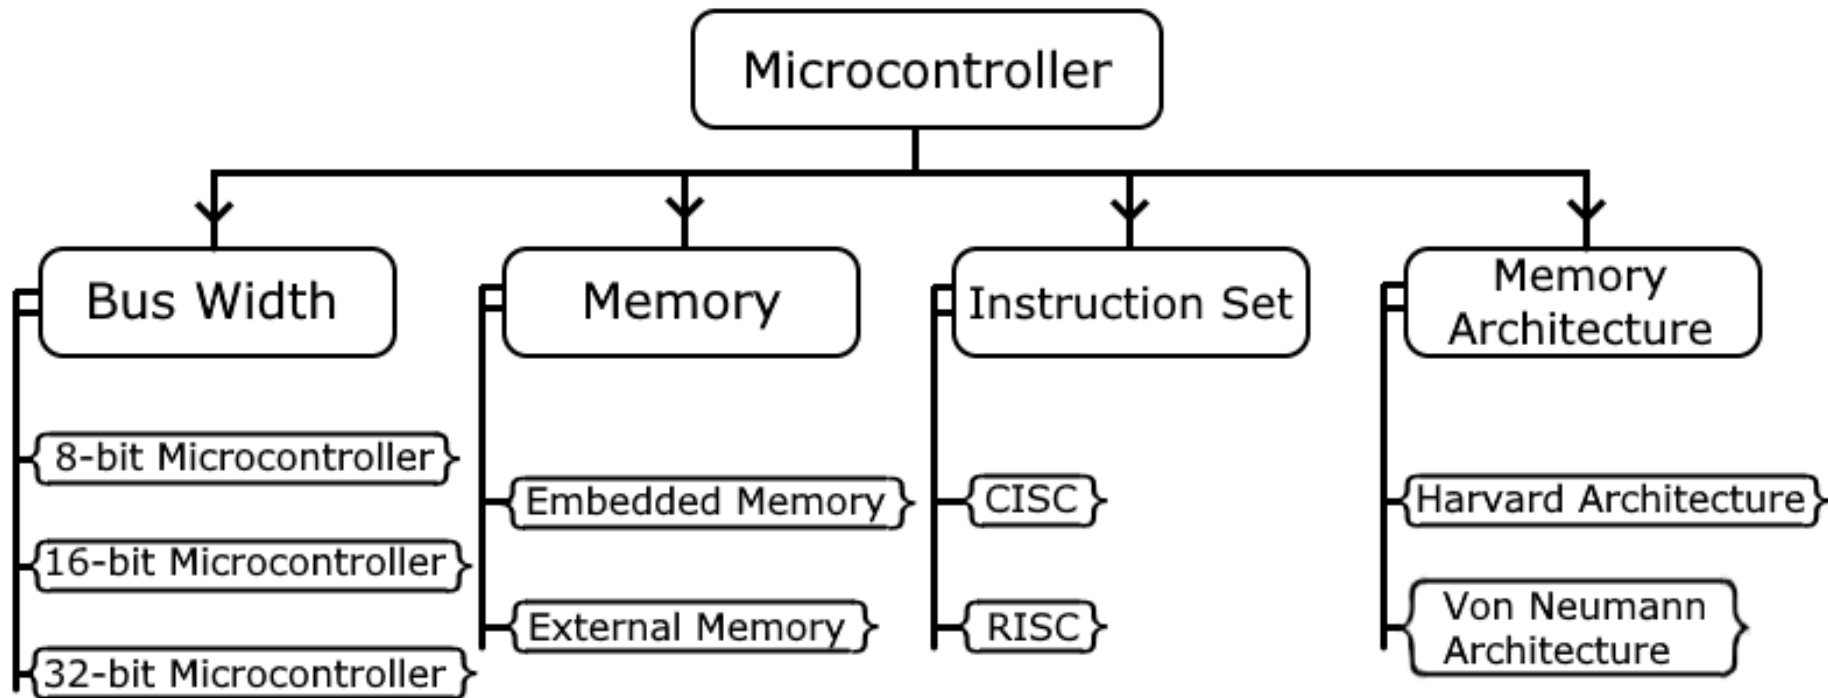 Microcontroller
Bus Width
8-bit Microcontroller
16-bit Microcontroller
32-bit Microcontroller
Memory
Embedded Memory
External Memory
Instruction Set
CISC
RISC
Memory
Architecture
Harvard Architecture
Von Neumann
Architecture